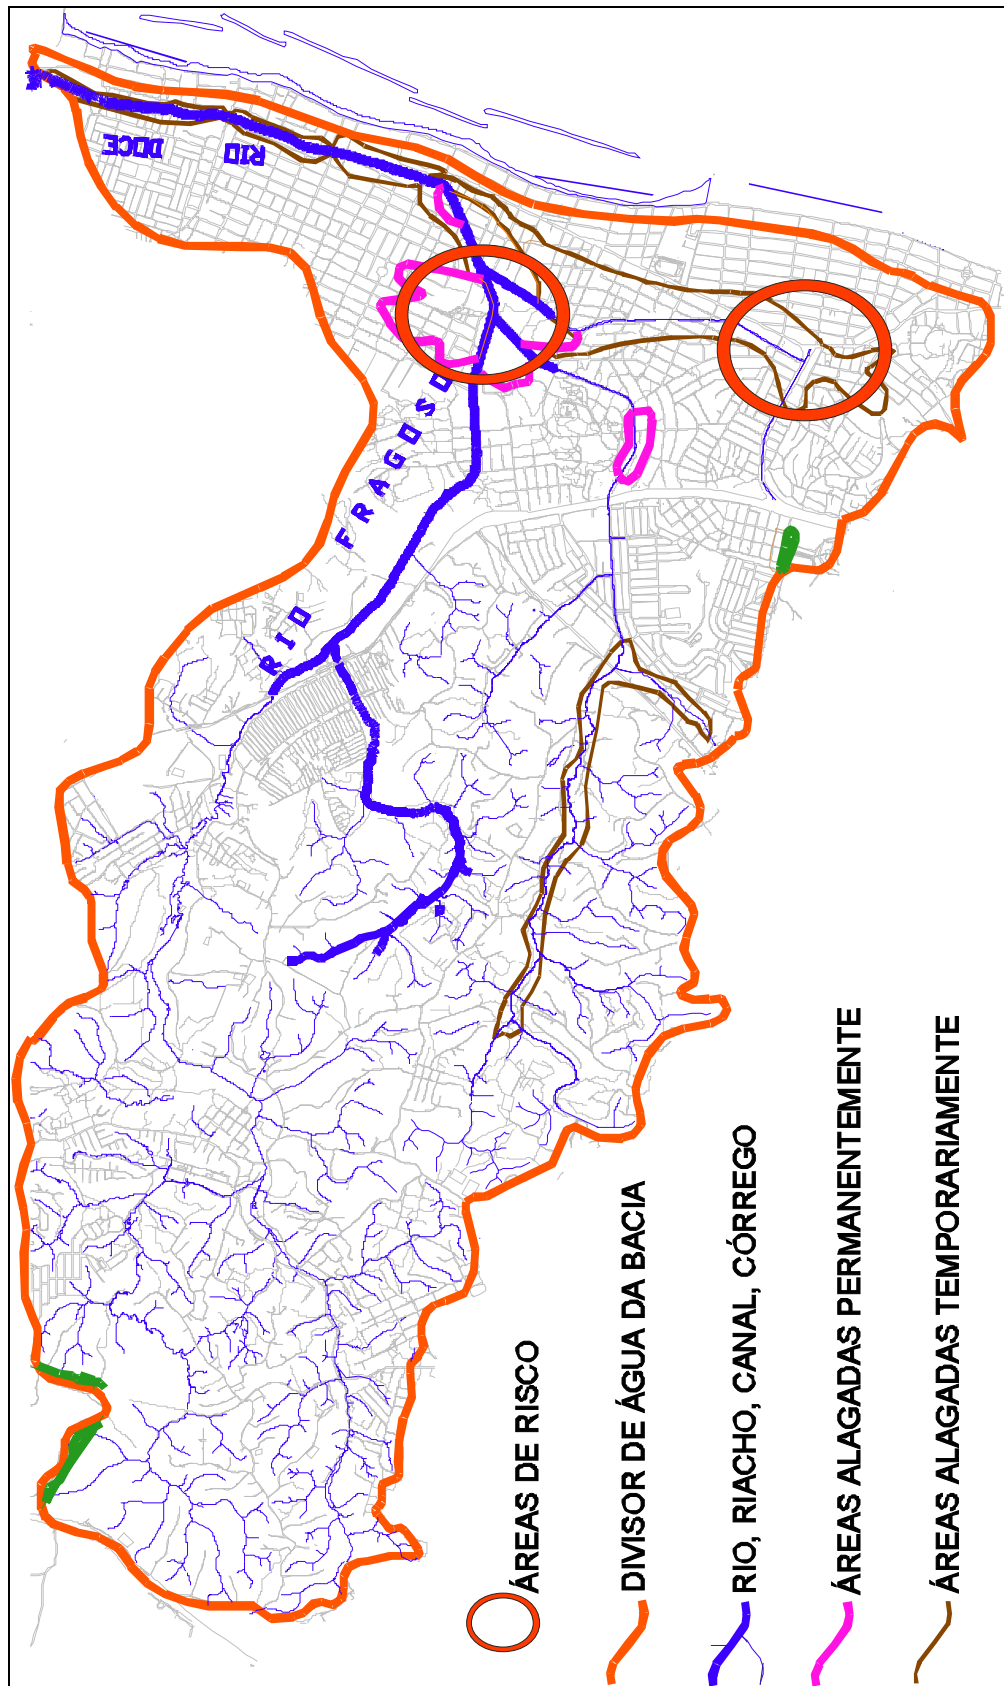 RIO DOCE
RIO FRAGOSO
ÁREAS DE RISCO
DIVISOR DE ÁGUA DA BACIA
RIO, RIACHO, CANAL, CÓRREGO
ÁREAS ALAGADAS PERMANENTEMENTE
ÁREAS ALAGADAS TEMPORARIAMENTE